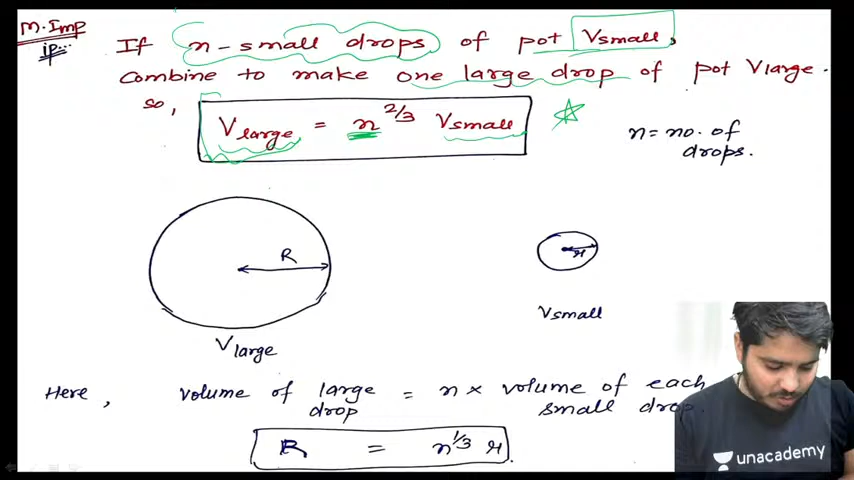 M. Imp
ip...
If n-small drops of pot Vsmall,
combine to make one large drop of pot Vlarge.
so,
Vlarge = n^2/3 Vsmall
n = no. of
drops.
R
r
Vsmall
Vlarge
Here, volume of large drop = n × volume of each small drop.
R = n^1/3 r.
unacademy